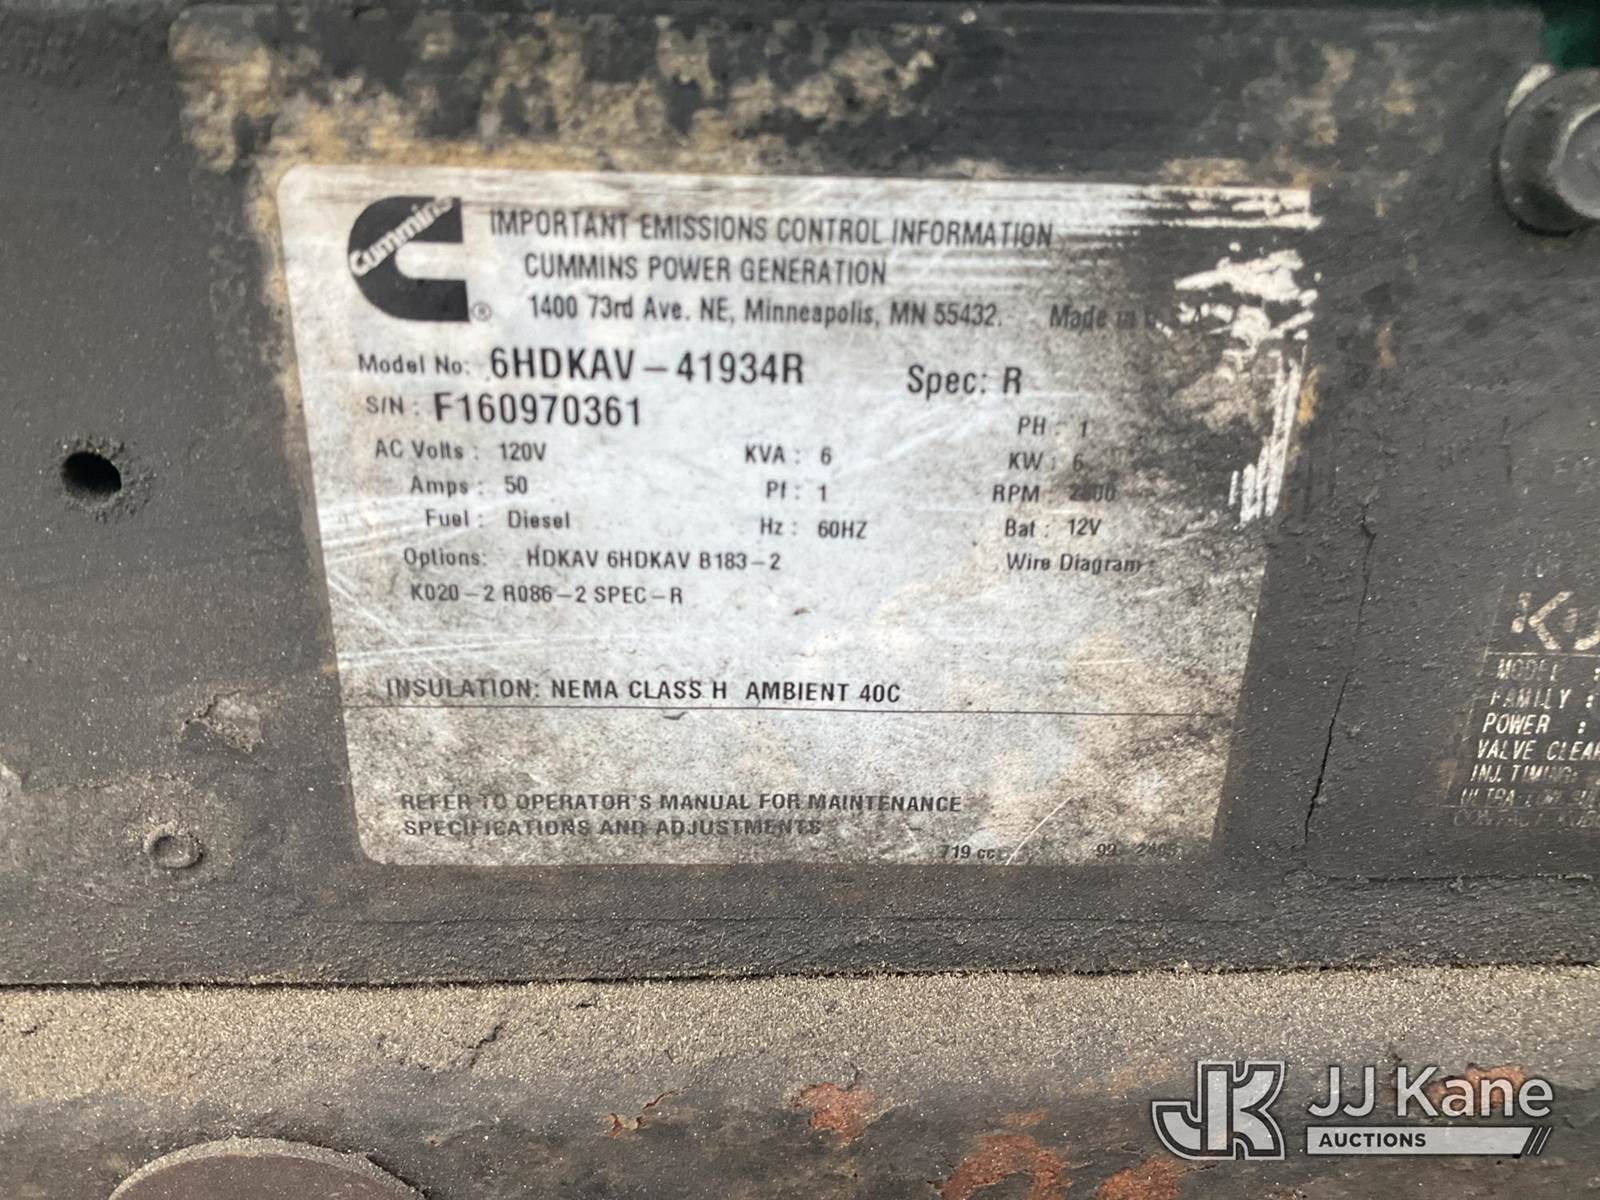 Cummins
®
IMPORTANT EMISSIONS CONTROL INFORMATION
CUMMINS POWER GENERATION
1400 73rd Ave. NE, Minneapolis, MN 55432. Made in U.S.A.
Model No: 6HDKAV-41934R Spec: R
S/N: F160970361
PH: 1
AC Volts: 120V KVA: 6 KW: 6
Amps: 50 Pf: 1 RPM:
Fuel: Diesel Hz: 60HZ Bat: 12V
Options: HDKAV 6HDKAV B183-2 Wire Diagram:
K020-2 R086-2 SPEC-R
INSULATION: NEMA CLASS H AMBIENT 40C
REFER TO OPERATOR'S MANUAL FOR MAINTENANCE
SPECIFICATIONS AND ADJUSTMENTS
719 cc
MODEL :
FAMILY :
POWER :
VALVE
INJ. TIMING:
JK JJ Kane
AUCTIONS